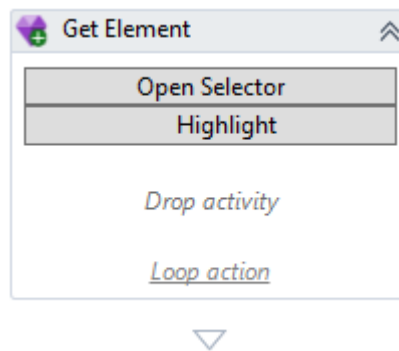 Get Element
Open Selector
Highlight
Drop activity
Loop action